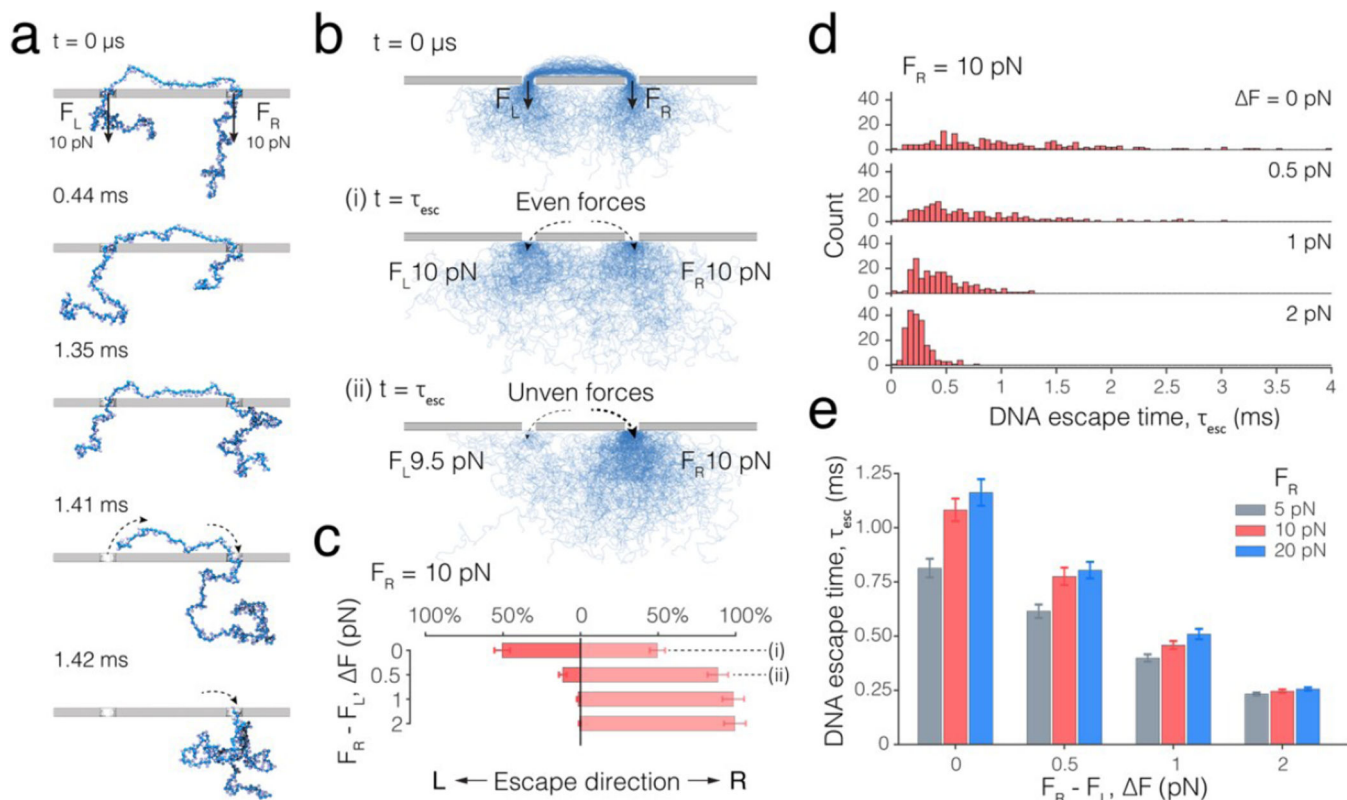 a
t = 0 µs
F_L
10 pN
F_R
10 pN
0.44 ms
1.35 ms
1.41 ms
1.42 ms
b
t = 0 µs
F_L
F_R
(i) t = τ_esc
Even forces
F_L 10 pN
F_R 10 pN
(ii) t = τ_esc
Unven forces
F_L 9.5 pN
F_R 10 pN
c
F_R = 10 pN
100% 50% 0 50% 100%
F_R - F_L, ΔF (pN)
0
0.5
1
2
(i)
(ii)
L Escape direction R
d
F_R = 10 pN
Count
40
20
0
ΔF = 0 pN
40
20
0
0.5 pN
40
20
0
1 pN
40
20
0
2 pN
0 0.5 1 1.5 2 2.5 3 3.5 4
DNA escape time, τ_esc (ms)
e
DNA escape time, τ_esc (ms)
1.25
1.00
0.75
0.50
0.25
0
F_R
5 pN
10 pN
20 pN
0 0.5 1 2
F_R - F_L, ΔF (pN)